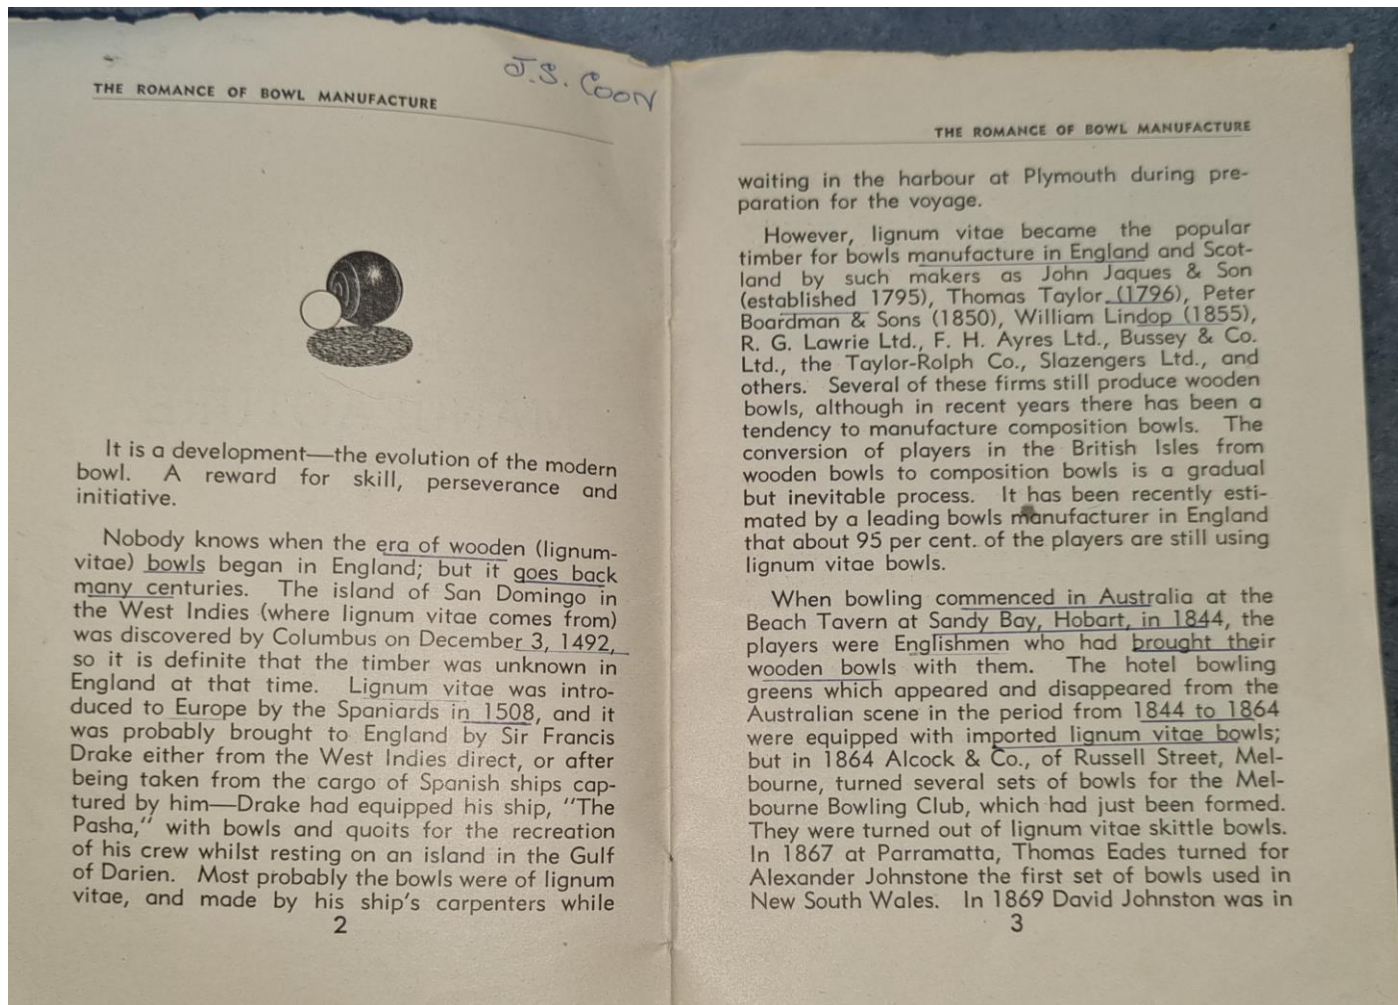 J.S. COON
THE ROMANCE OF BOWL MANUFACTURE
It is a development—the evolution of the modern
bowl. A reward for skill, perseverance and
initiative.
Nobody knows when the era of wooden (lignum-
vitae) bowls began in England; but it goes back
many centuries. The island of San Domingo in
the West Indies (where lignum vitae comes from)
was discovered by Columbus on December 3, 1492,
so it is definite that the timber was unknown in
England at that time. Lignum vitae was intro-
duced to Europe by the Spaniards in 1508, and it
was probably brought to England by Sir Francis
Drake either from the West Indies direct, or after
being taken from the cargo of Spanish ships cap-
tured by him—Drake had equipped his ship, "The
Pasha," with bowls and quoits for the recreation
of his crew whilst resting on an island in the Gulf
of Darien. Most probably the bowls were of lignum
vitae, and made by his ship's carpenters while
2
THE ROMANCE OF BOWL MANUFACTURE
waiting in the harbour at Plymouth during pre-
paration for the voyage.
However, lignum vitae became the popular
timber for bowls manufacture in England and Scot-
land by such makers as John Jaques & Son
(established 1795), Thomas Taylor (1796), Peter
Boardman & Sons (1850), William Lindop (1855),
R. G. Lawrie Ltd., F. H. Ayres Ltd., Bussey & Co.
Ltd., the Taylor-Rolph Co., Slazengers Ltd., and
others. Several of these firms still produce wooden
bowls, although in recent years there has been a
tendency to manufacture composition bowls. The
conversion of players in the British Isles from
wooden bowls to composition bowls is a gradual
but inevitable process. It has been recently esti-
mated by a leading bowls manufacturer in England
that about 95 per cent. of the players are still using
lignum vitae bowls.
When bowling commenced in Australia at the
Beach Tavern at Sandy Bay, Hobart, in 1844, the
players were Englishmen who had brought their
wooden bowls with them. The hotel bowling
greens which appeared and disappeared from the
Australian scene in the period from 1844 to 1864
were equipped with imported lignum vitae bowls;
but in 1864 Alcock & Co., of Russell Street, Mel-
bourne, turned several sets of bowls for the Mel-
bourne Bowling Club, which had just been formed.
They were turned out of lignum vitae skittle bowls.
In 1867 at Parramatta, Thomas Eades turned for
Alexander Johnstone the first set of bowls used in
New South Wales. In 1869 David Johnston was in
3